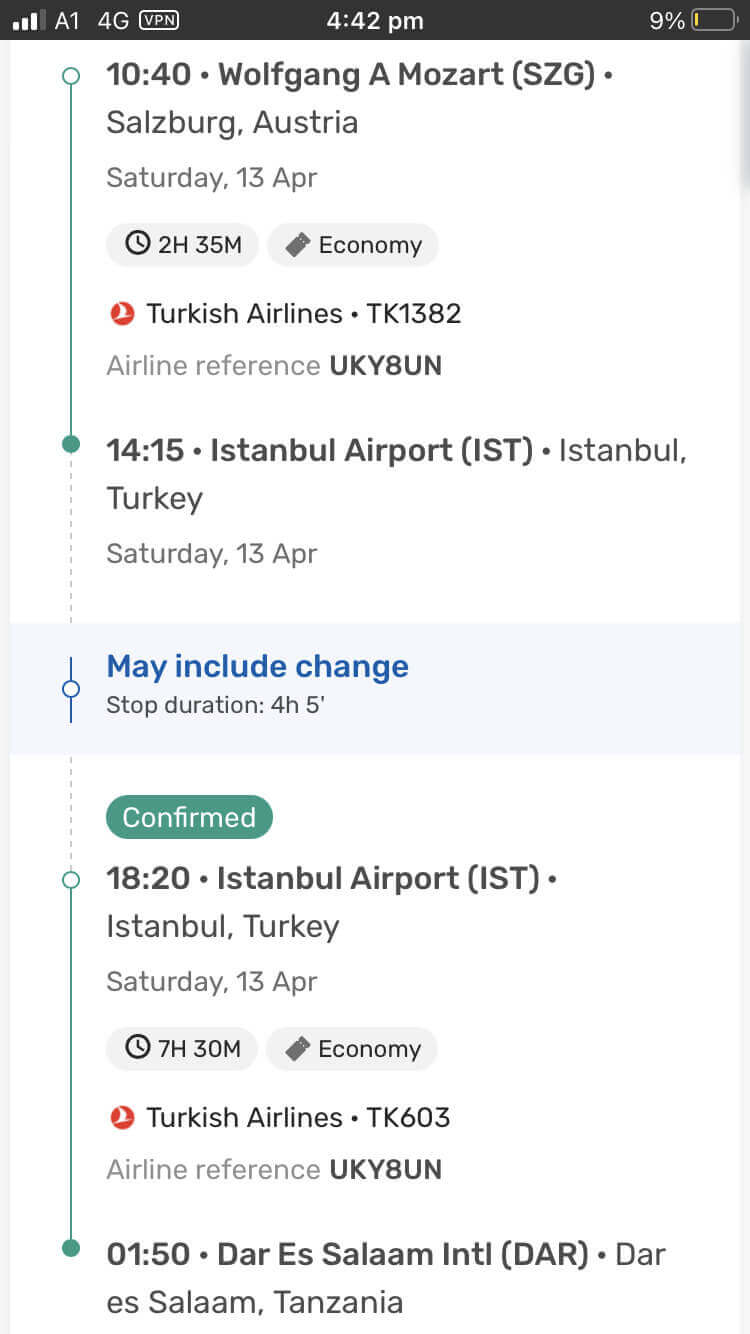 A1 4G VPN 4:42 pm 9%
10:40 • Wolfgang A Mozart (SZG) •
Salzburg, Austria
Saturday, 13 Apr
2H 35M Economy
Turkish Airlines • TK1382
Airline reference UKY8UN
14:15 • Istanbul Airport (IST) • Istanbul,
Turkey
Saturday, 13 Apr
May include change
Stop duration: 4h 5'
Confirmed
18:20 • Istanbul Airport (IST) •
Istanbul, Turkey
Saturday, 13 Apr
7H 30M Economy
Turkish Airlines • TK603
Airline reference UKY8UN
01:50 • Dar Es Salaam Intl (DAR) • Dar
es Salaam, Tanzania